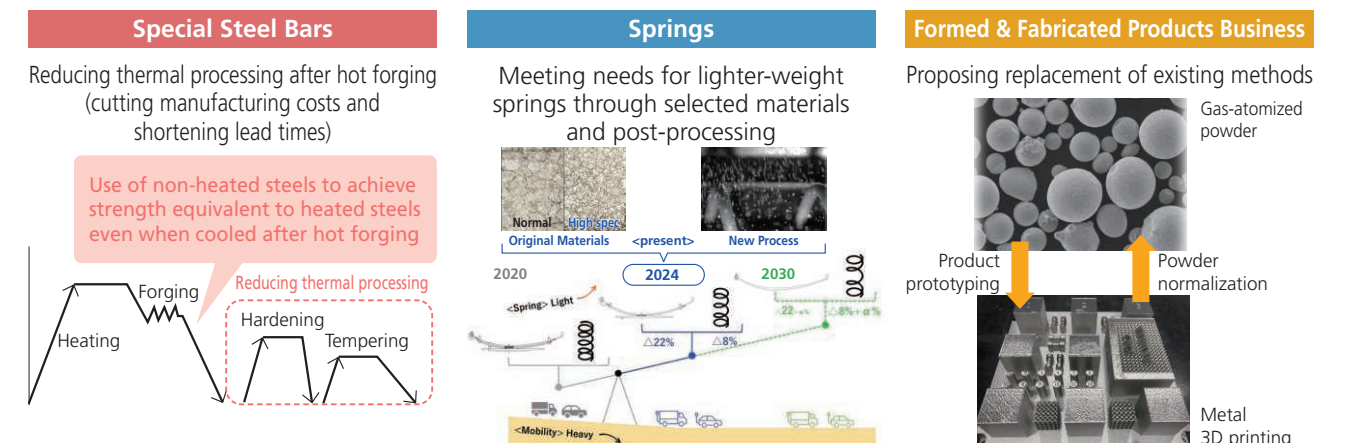 Special Steel Bars
Reducing thermal processing after hot forging
(cutting manufacturing costs and
shortening lead times)
Use of non-heated steels to achieve
strength equivalent to heated steels
even when cooled after hot forging
Reducing thermal processing
Forging
Heating
Hardening
Tempering
Springs
Meeting needs for lighter-weight
springs through selected materials
and post-processing
Normal
High spec
Original Materials
<present>
New Process
2020
2024
2030
<Spring> Light
△22%
△8%
△8%+α%
<Mobility> Heavy
Formed & Fabricated Products Business
Proposing replacement of existing methods
Gas-atomized
powder
Product
prototyping
Powder
normalization
Metal
3D printing